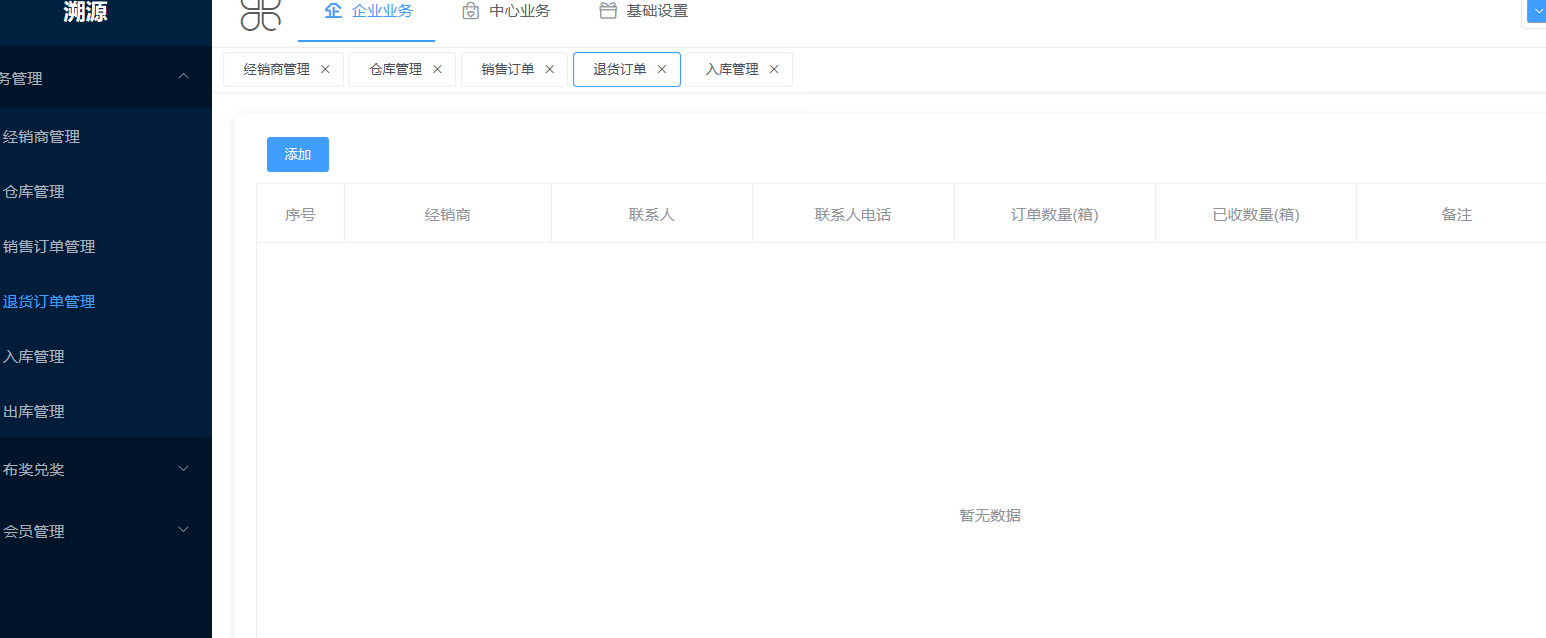 溯源
企业业务
中心业务
基础设置
经销商管理
仓库管理
销售订单
退货订单
入库管理
务管理
经销商管理
仓库管理
销售订单管理
退货订单管理
入库管理
出库管理
布奖兑奖
会员管理
添加
序号
经销商
联系人
联系人电话
订单数量(箱)
已收数量(箱)
备注
暂无数据